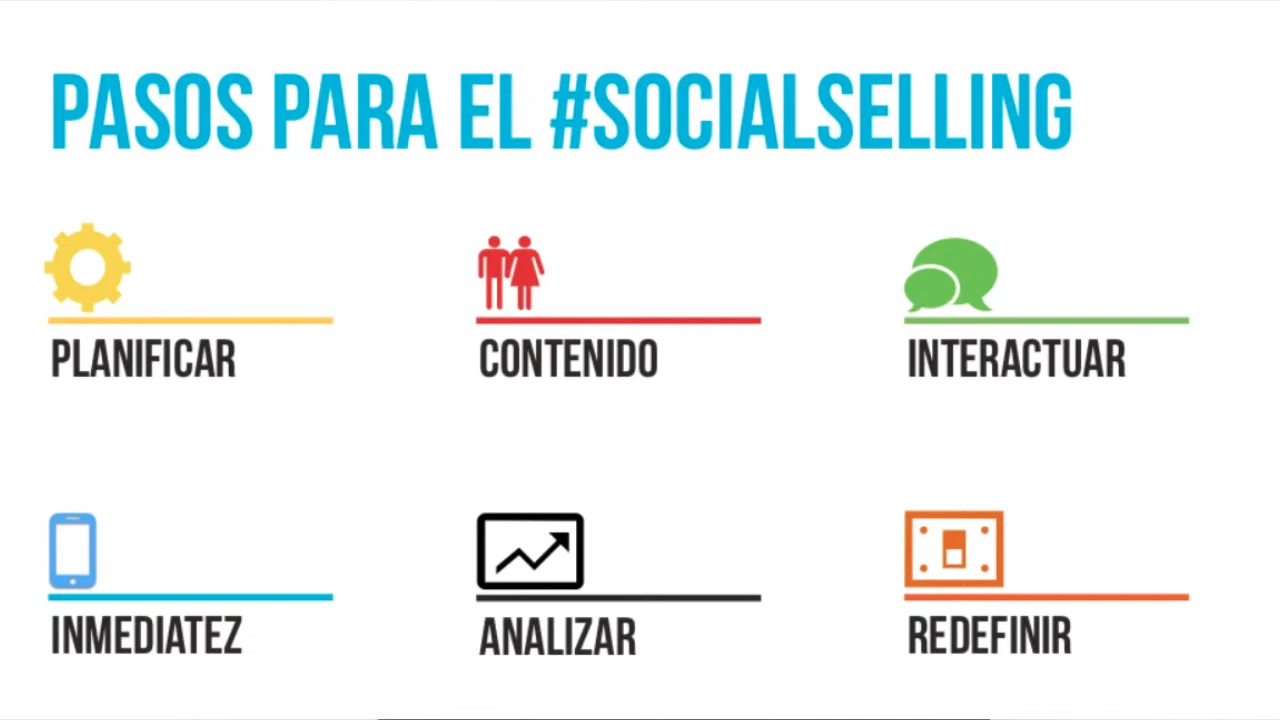 PASOS PARA EL #SOCIALSELLING
PLANIFICAR
CONTENIDO
INTERACTUAR
INMEDIATEZ
ANALIZAR
REDEFINIR